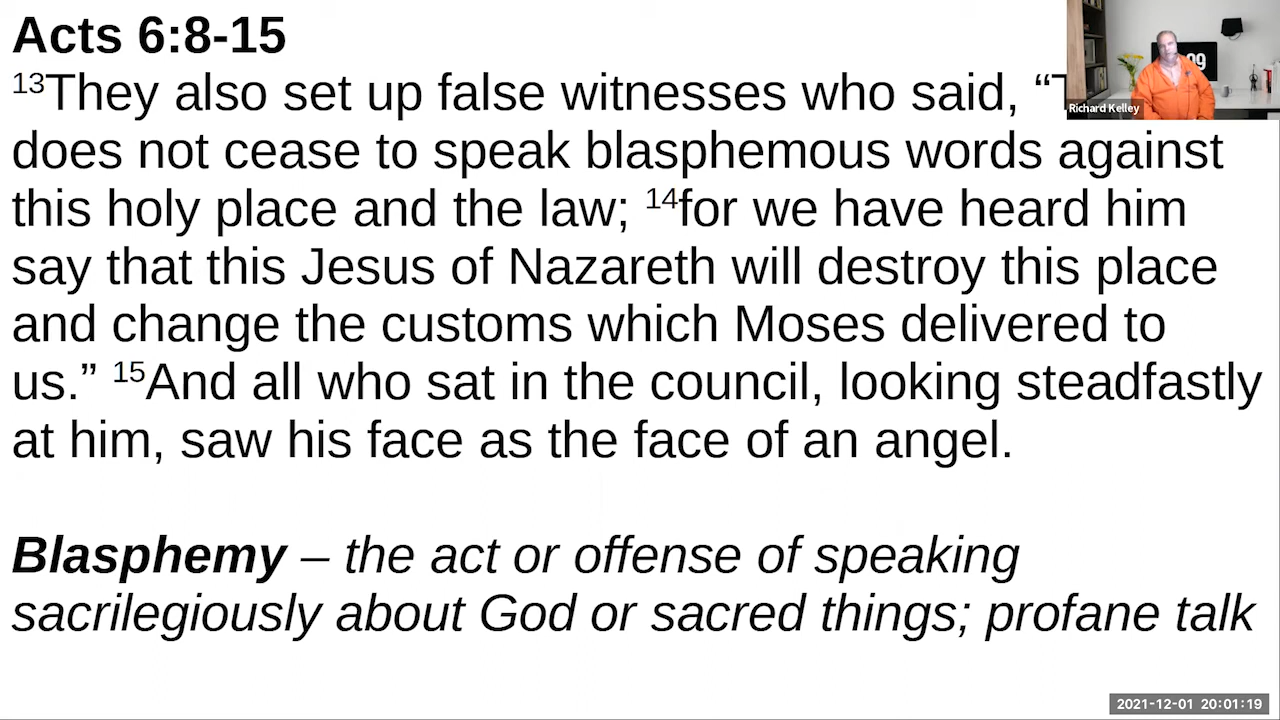 Acts 6:8-15
13They also set up false witnesses who said, “
does not cease to speak blasphemous words against
this holy place and the law; 14for we have heard him
say that this Jesus of Nazareth will destroy this place
and change the customs which Moses delivered to
us.” 15And all who sat in the council, looking steadfastly
at him, saw his face as the face of an angel.
Blasphemy – the act or offense of speaking
sacrilegiously about God or sacred things; profane talk
Richard Kelley
2021-12-01 20:01:19